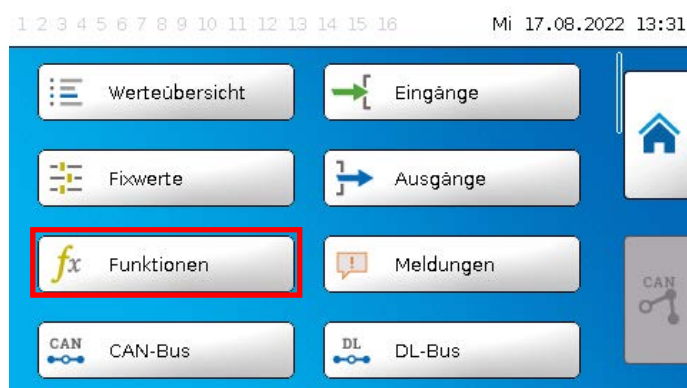 1 2 3 4 5 6 7 8 9 10 11 12 13 14 15 16 Mi 17.08.2022 13:31
Werteübersicht Eingänge
Fixwerte Ausgänge
fx Funktionen Meldungen
CAN
CAN CAN-Bus DL DL-Bus